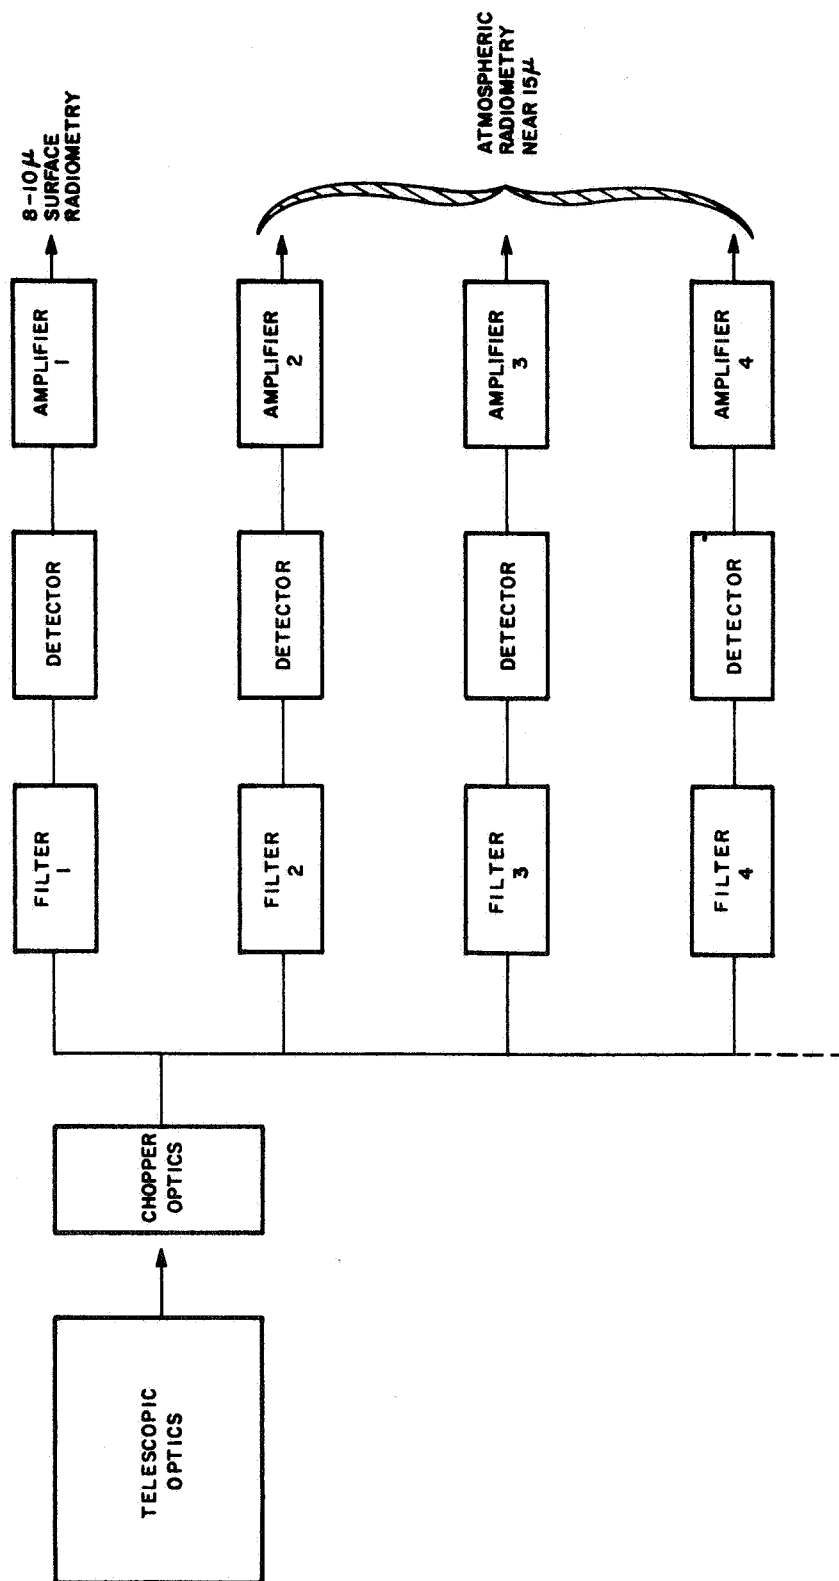 TELESCOPIC
OPTICS
CHOPPER
OPTICS
FILTER
1
DETECTOR
AMPLIFIER
1
8-10μ
SURFACE
RADIOMETRY
FILTER
2
DETECTOR
AMPLIFIER
2
FILTER
3
DETECTOR
AMPLIFIER
3
FILTER
4
DETECTOR
AMPLIFIER
4
ATMOSPHERIC
RADIOMETRY
NEAR 15μ